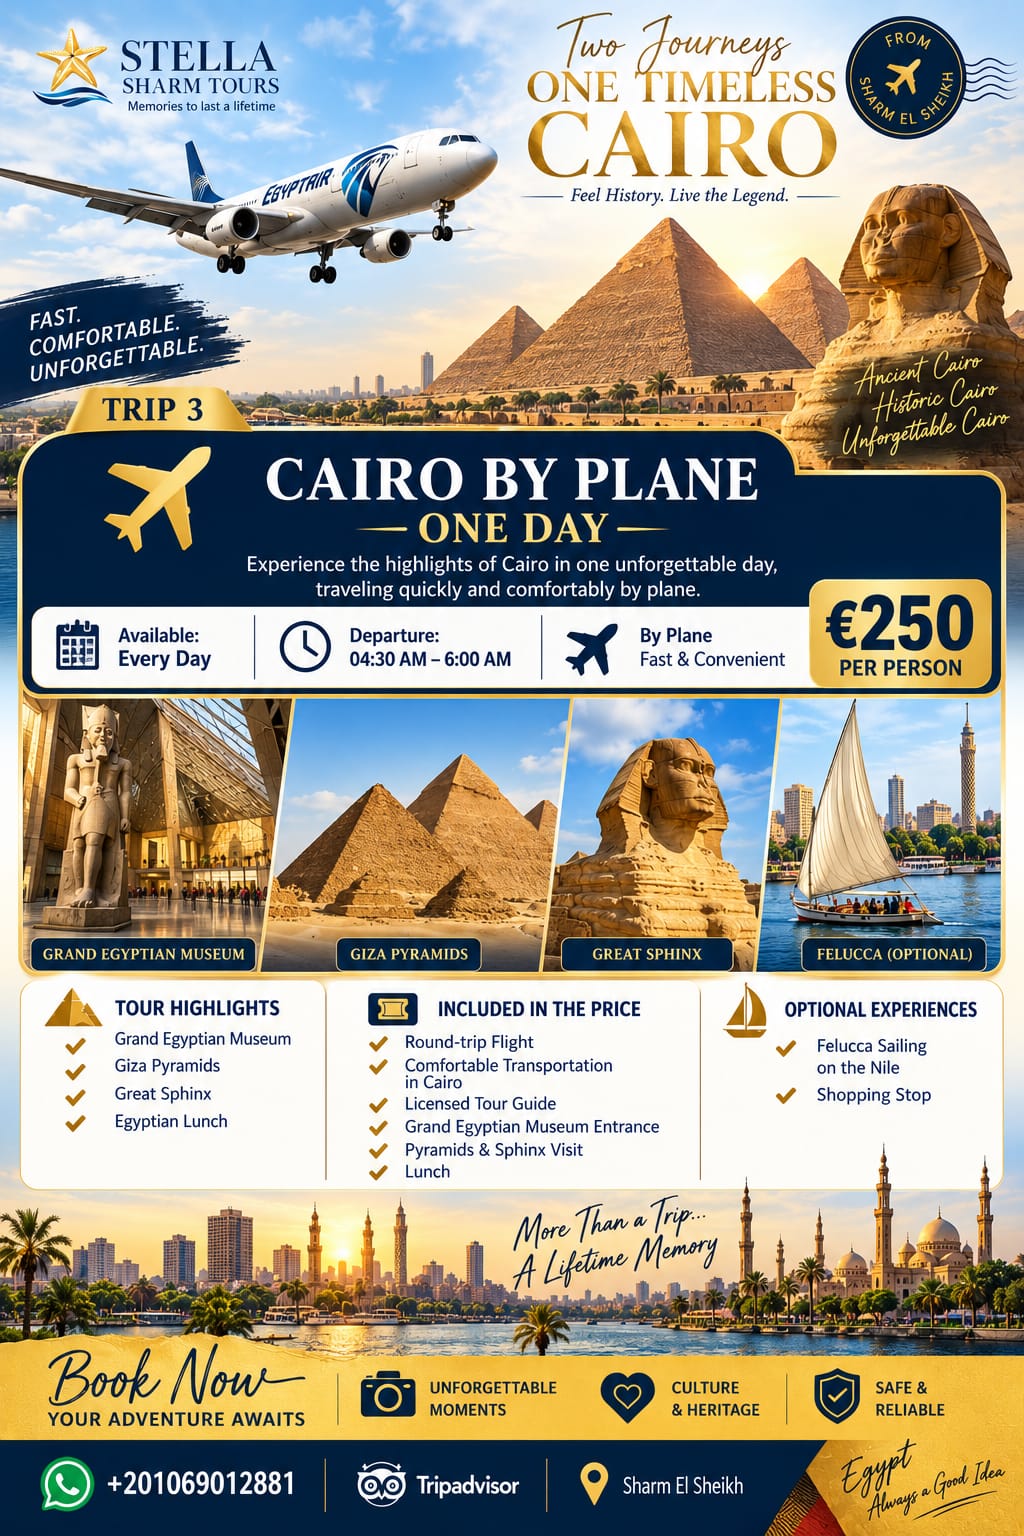 STELLA
SHARM TOURS
Memories to last a lifetime
Two Journeys
ONE TIMELESS
CAIRO
Feel History. Live the Legend.
FROM
SHARM EL SHEIKH
EGYPTAIR
FAST.
COMFORTABLE.
UNFORGETTABLE.
Ancient Cairo
Historic Cairo
Unforgettable Cairo
TRIP 3
CAIRO BY PLANE
ONE DAY
Experience the highlights of Cairo in one unforgettable day,
traveling quickly and comfortably by plane.
Available:
Every Day
Departure:
04:30 AM – 6:00 AM
By Plane
Fast & Convenient
€250
PER PERSON
GRAND EGYPTIAN MUSEUM
GIZA PYRAMIDS
GREAT SPHINX
FELUCCA (OPTIONAL)
TOUR HIGHLIGHTS
Grand Egyptian Museum
Giza Pyramids
Great Sphinx
Egyptian Lunch
INCLUDED IN THE PRICE
Round-trip Flight
Comfortable Transportation
in Cairo
Licensed Tour Guide
Grand Egyptian Museum Entrance
Pyramids & Sphinx Visit
Lunch
OPTIONAL EXPERIENCES
Felucca Sailing
on the Nile
Shopping Stop
More Than a Trip...
A Lifetime Memory
Book Now
YOUR ADVENTURE AWAITS
UNFORGETTABLE
MOMENTS
CULTURE
& HERITAGE
SAFE &
RELIABLE
+201069012881
Tripadvisor
Sharm El Sheikh
Egypt
Always a Good Idea